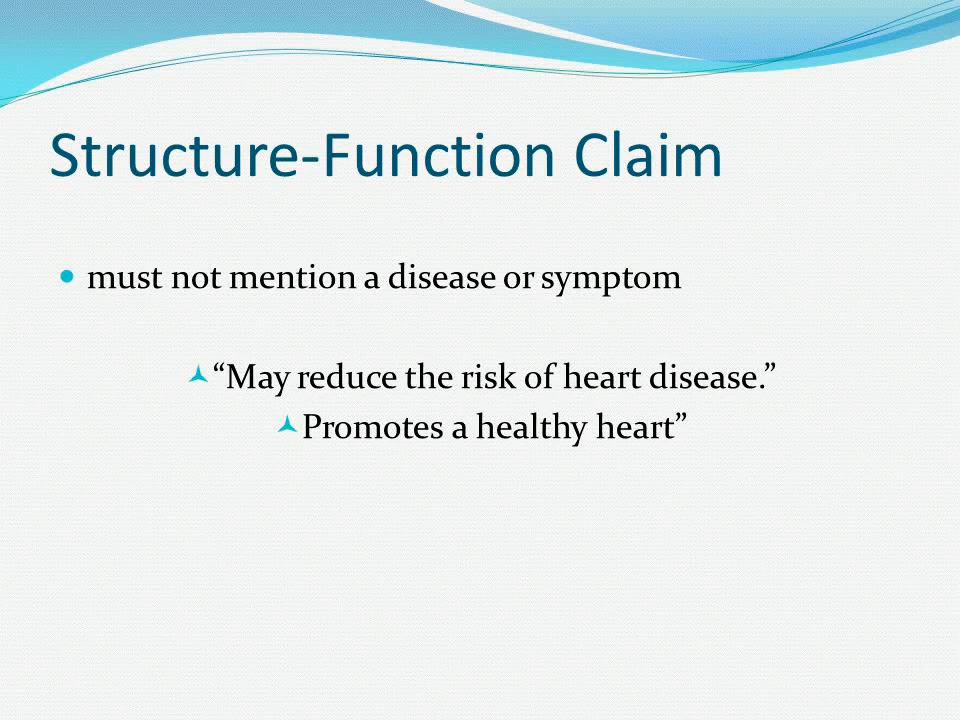 Structure-Function Claim
must not mention a disease or symptom
“May reduce the risk of heart disease.”
Promotes a healthy heart”